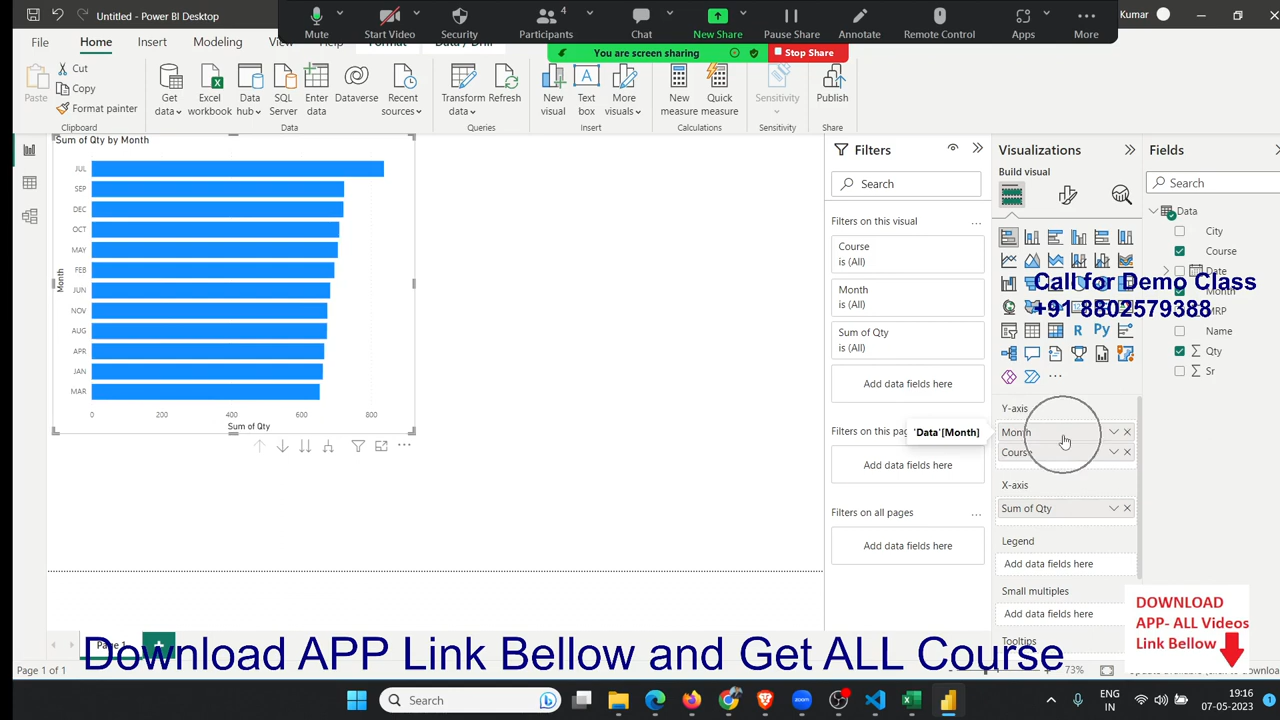 Untitled - Power BI Desktop
Kumar
Mute
Start Video
Security
4
Participants
Chat
New Share
Pause Share
Annotate
Remote Control
Apps
More
You are screen sharing
Stop Share
File
Home
Insert
Modeling
Paste
Cut
Copy
Format painter
Get data
Excel workbook
Data hub
SQL Server
Enter data
Dataverse
Recent sources
Transform data
Refresh
New visual
Text box
More visuals
New measure
Quick measure
Sensitivity
Publish
Clipboard
Data
Queries
Insert
Calculations
Sensitivity
Share
Sum of Qty by Month
JUL
SEP
DEC
OCT
MAY
FEB
JUN
NOV
AUG
APR
JAN
MAR
Month
0 200 400 600 800
Sum of Qty
Filters
Search
Filters on this visual
Course
is (All)
Month
is (All)
Sum of Qty
is (All)
Add data fields here
Filters on this pag
Add data fields here
Filters on all pages
Add data fields here
'Data'[Month]
Visualizations
Build visual
Y-axis
Month
Course
X-axis
Sum of Qty
Legend
Add data fields here
Small multiples
Add data fields here
Tooltips
Fields
Search
Data
City
Course
Date
Month
MRP
Name
Qty
Sr
Call for Demo Class
+91 8802579388
DOWNLOAD
APP- ALL Videos
Link Bellow
Page 1
Download APP Link Bellow and Get ALL Course
Page 1 of 1
73%
Search
ENG
IN
19:16
07-05-2023